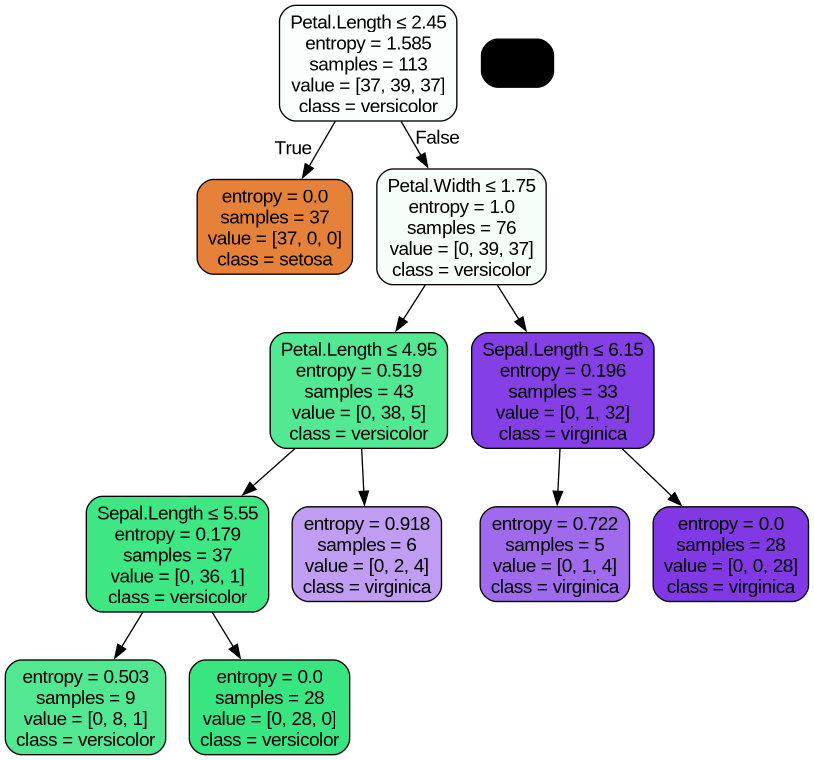 Petal.Length ≤ 2.45
entropy = 1.585
samples = 113
value = [37, 39, 37]
class = versicolor
True
False
entropy = 0.0
samples = 37
value = [37, 0, 0]
class = setosa
Petal.Width ≤ 1.75
entropy = 1.0
samples = 76
value = [0, 39, 37]
class = versicolor
Petal.Length ≤ 4.95
entropy = 0.519
samples = 43
value = [0, 38, 5]
class = versicolor
Sepal.Length ≤ 6.15
entropy = 0.196
samples = 33
value = [0, 1, 32]
class = virginica
Sepal.Length ≤ 5.55
entropy = 0.179
samples = 37
value = [0, 36, 1]
class = versicolor
entropy = 0.918
samples = 6
value = [0, 2, 4]
class = virginica
entropy = 0.722
samples = 5
value = [0, 1, 4]
class = virginica
entropy = 0.0
samples = 28
value = [0, 0, 28]
class = virginica
entropy = 0.503
samples = 9
value = [0, 8, 1]
class = versicolor
entropy = 0.0
samples = 28
value = [0, 28, 0]
class = versicolor